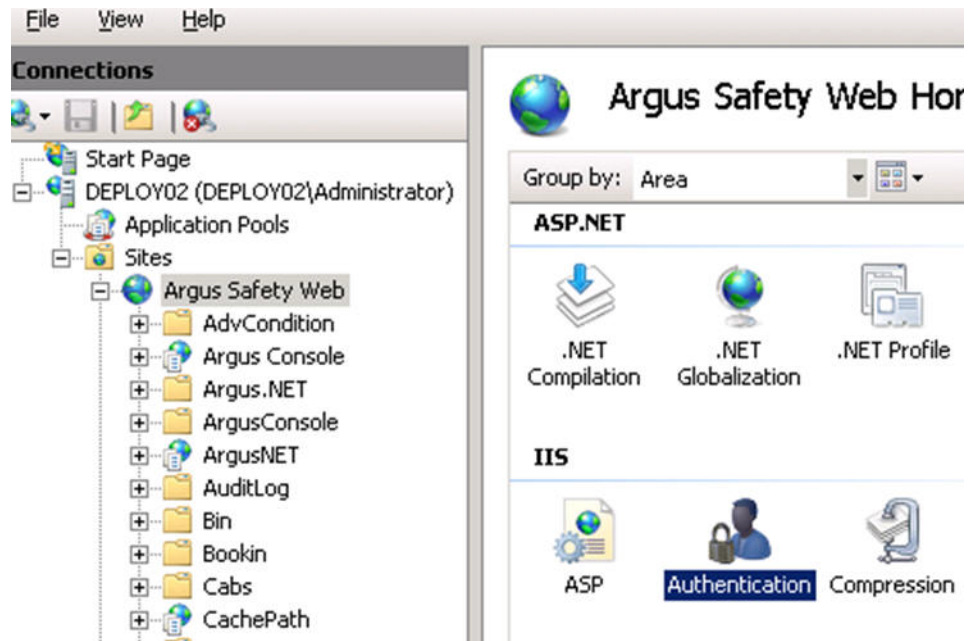 File View Help
Connections
Start Page
DEPLOY02 (DEPLOY02\Administrator)
Application Pools
Sites
Argus Safety Web
AdvCondition
Argus Console
Argus.NET
ArgusConsole
ArgusNET
AuditLog
Bin
Bookin
Cabs
CachePath
Argus Safety Web
Group by: Area
ASP.NET
.NET Compilation
.NET Globalization
.NET Profile
IIS
ASP
Authentication
Compression